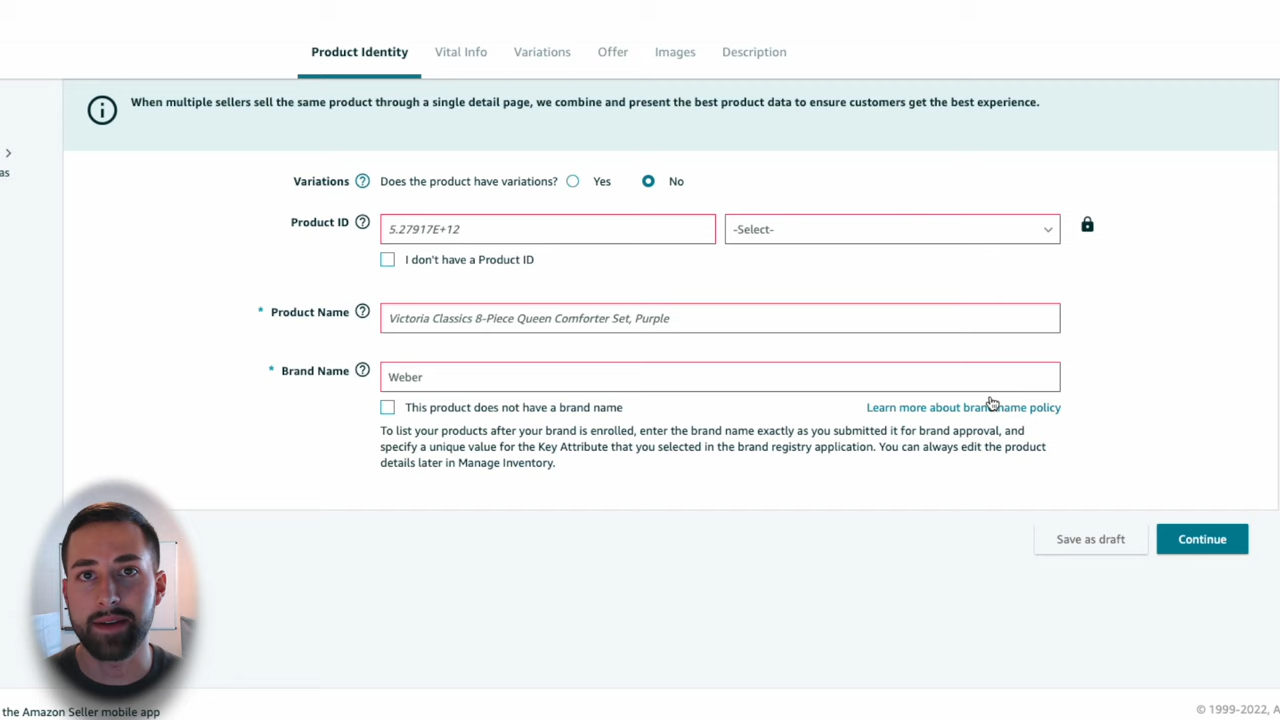 Product Identity Vital Info Variations Offer Images Description
When multiple sellers sell the same product through a single detail page, we combine and present the best product data to ensure customers get the best experience.
as
Variations Does the product have variations? Yes No
Product ID 5.27917E+12 -Select-
I don't have a Product ID
* Product Name Victoria Classics 8-Piece Queen Comforter Set, Purple
* Brand Name Weber
This product does not have a brand name Learn more about brand name policy
To list your products after your brand is enrolled, enter the brand name exactly as you submitted it for brand approval, and
specify a unique value for the Key Attribute that you selected in the brand registry application. You can always edit the product
details later in Manage Inventory.
Save as draft Continue
the Amazon Seller mobile app
© 1999-2022, A